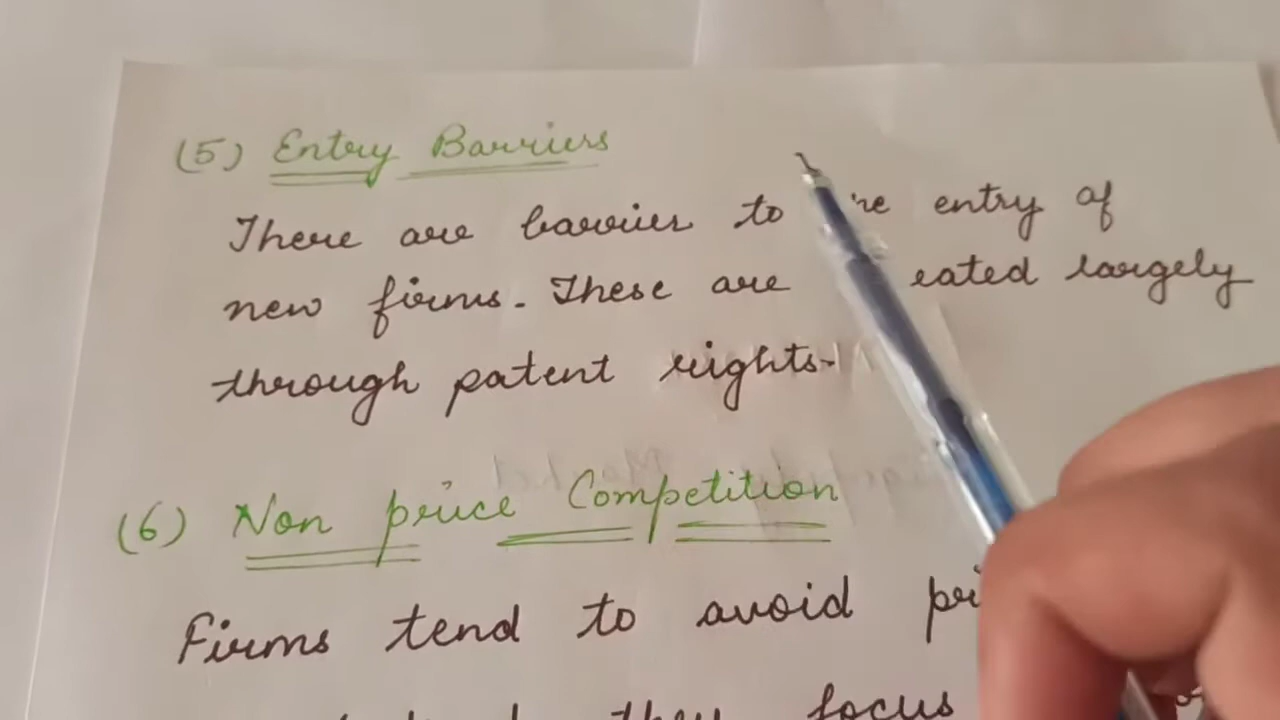 (5) Entry Barriers
There are barrier to entry of
new firms. These are largely
through patent rights.
(6) Non price Competition
Firms tend to avoid
they focus